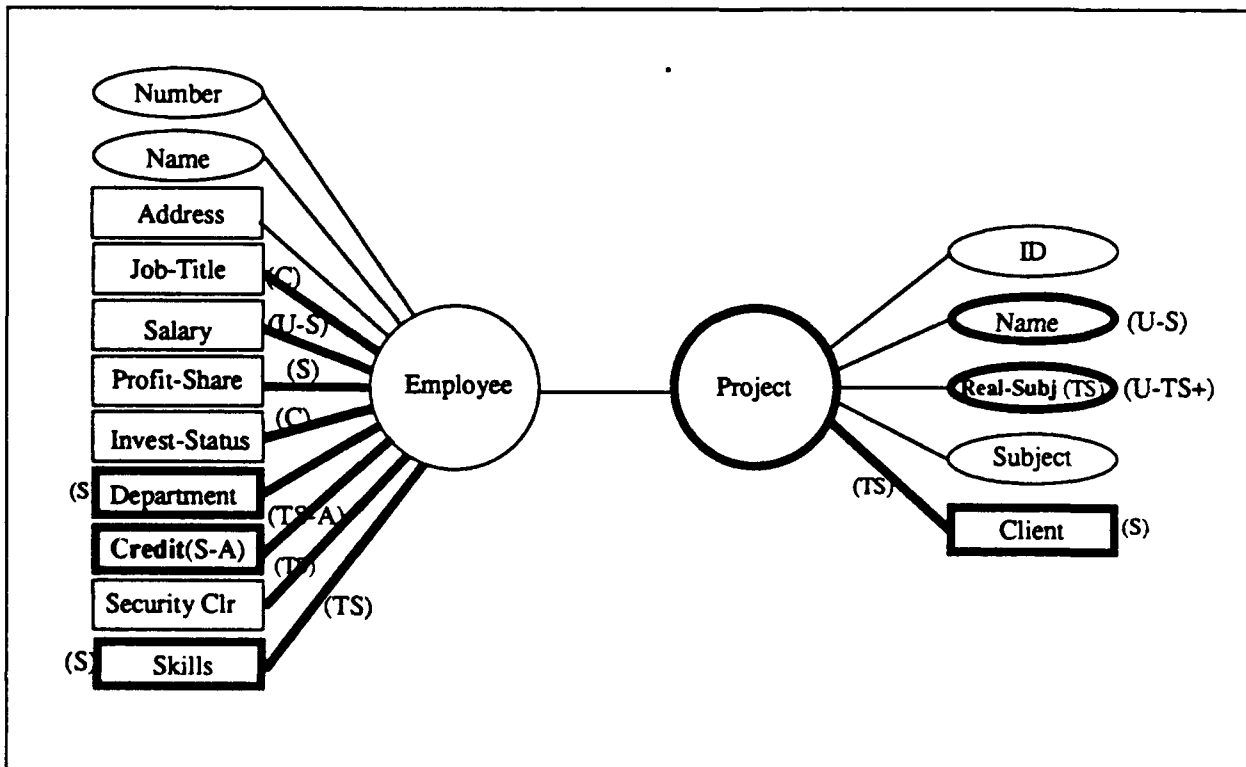 Number
Name
Address
Job-Title
(C)
Salary
(U-S)
Profit-Share
(S)
Invest-Status
(C)
(S
Department
(TS-A)
Credit(S-A)
(TS)
Security Clr
(TS)
(S)
Skills
Employee
Project
ID
Name
(U-S)
Real-Subj (TS)
(U-TS+)
Subject
(TS)
Client
(S)